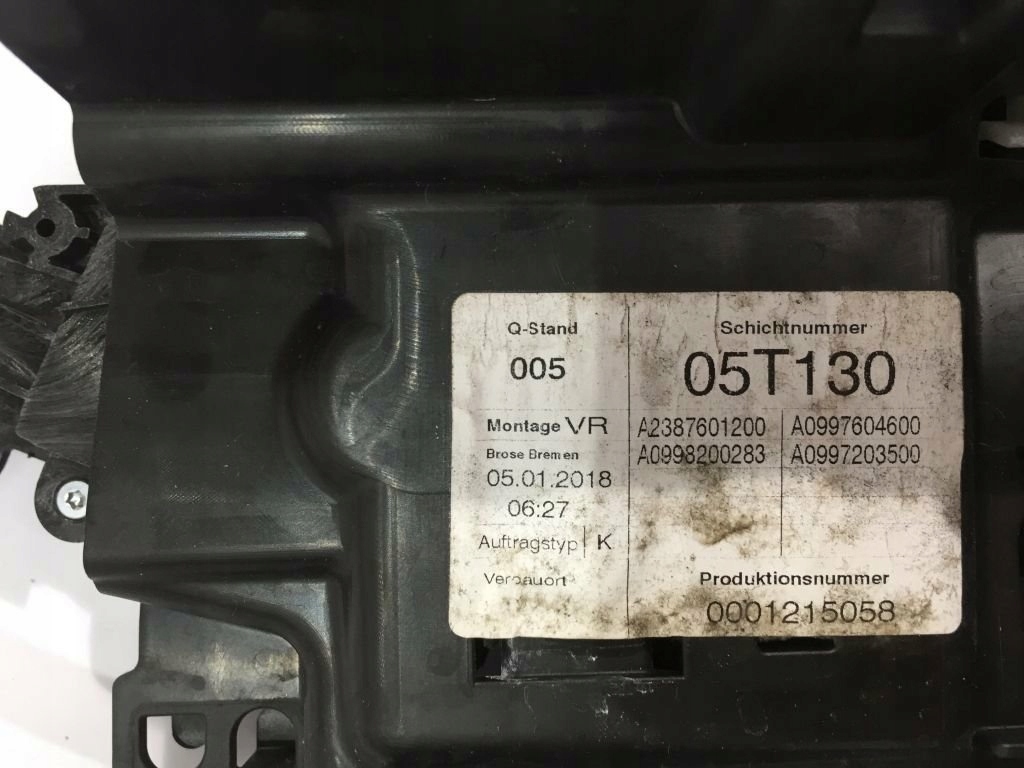 Q-Stand
005
Schichtnummer
05T130
Montage VR
Brose Bremen
05.01.2018
06:27
Auftragstyp K
Verbauort
A2387601200 A0997604600
A0998200283 A0997203500
Produktionsnummer
0001215058